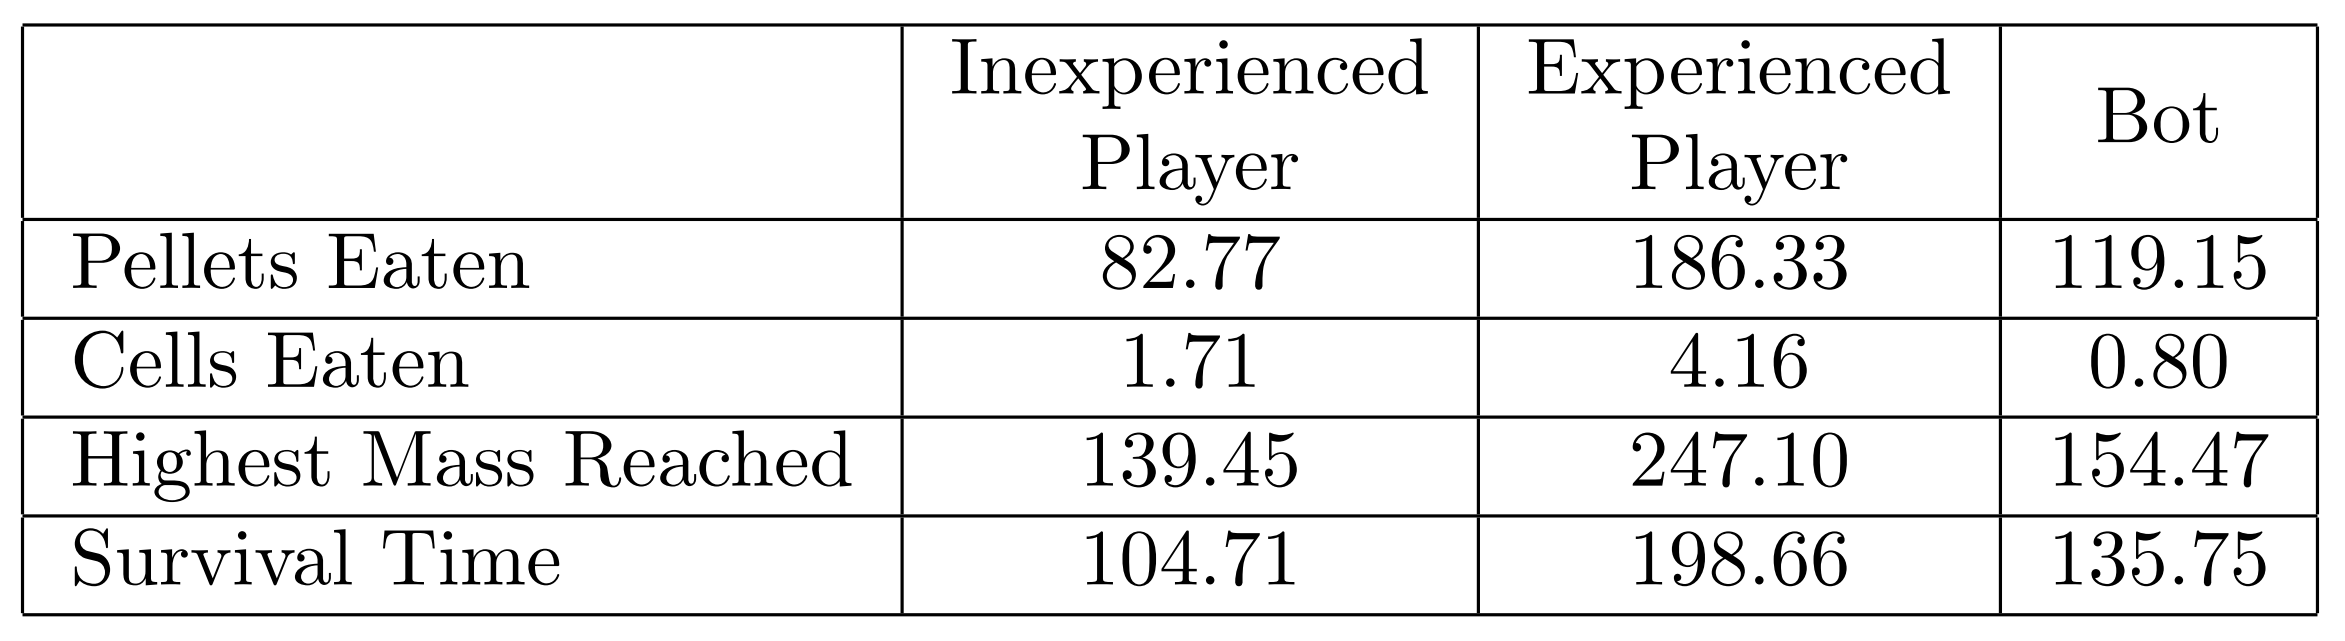 Inexperienced Player Experienced Player Bot
Pellets Eaten 82.77 186.33 119.15
Cells Eaten 1.71 4.16 0.80
Highest Mass Reached 139.45 247.10 154.47
Survival Time 104.71 198.66 135.75